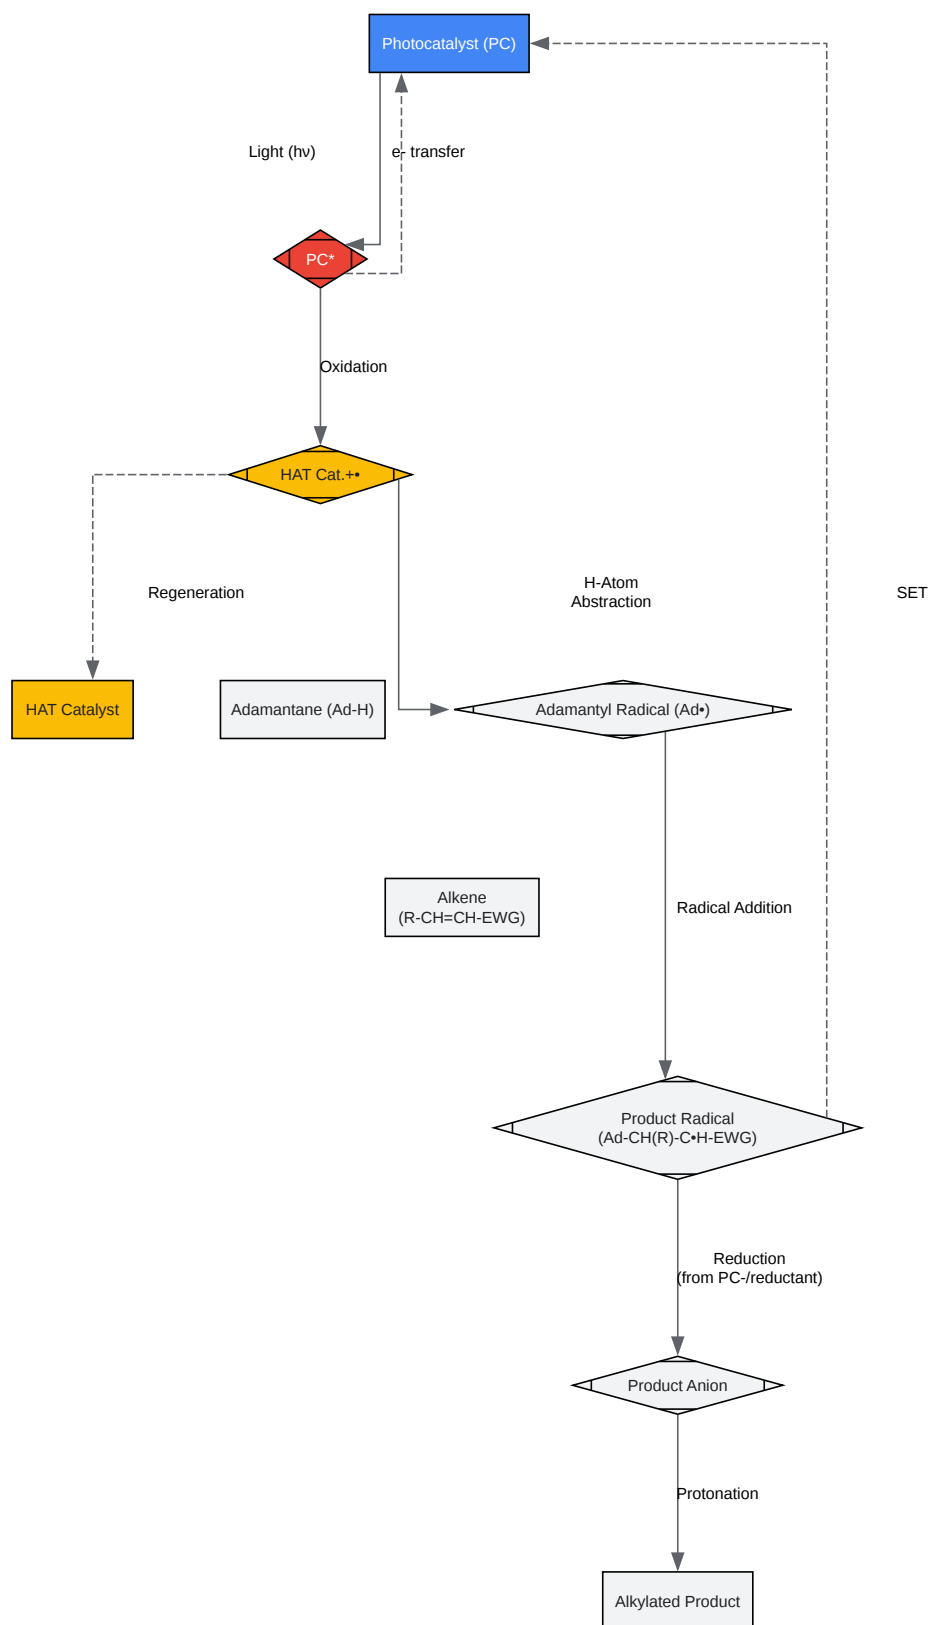 Photocatalyst (PC)
Light (hν)
e- transfer
PC*
Oxidation
HAT Cat.+•
Regeneration
H-Atom
Abstraction
SET
HAT Catalyst
Adamantane (Ad-H)
Adamantyl Radical (Ad•)
Alkene
(R-CH=CH-EWG)
Radical Addition
Product Radical
(Ad-CH(R)-C•H-EWG)
Reduction
(from PC-/reductant)
Product Anion
Protonation
Alkylated Product